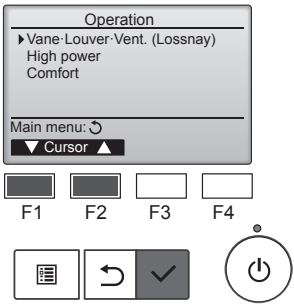 Operation
▶Vane·Louver·Vent. (Lossnay)
High power
Comfort
Main menu:
▼ Cursor ▲
F1 F2 F3 F4